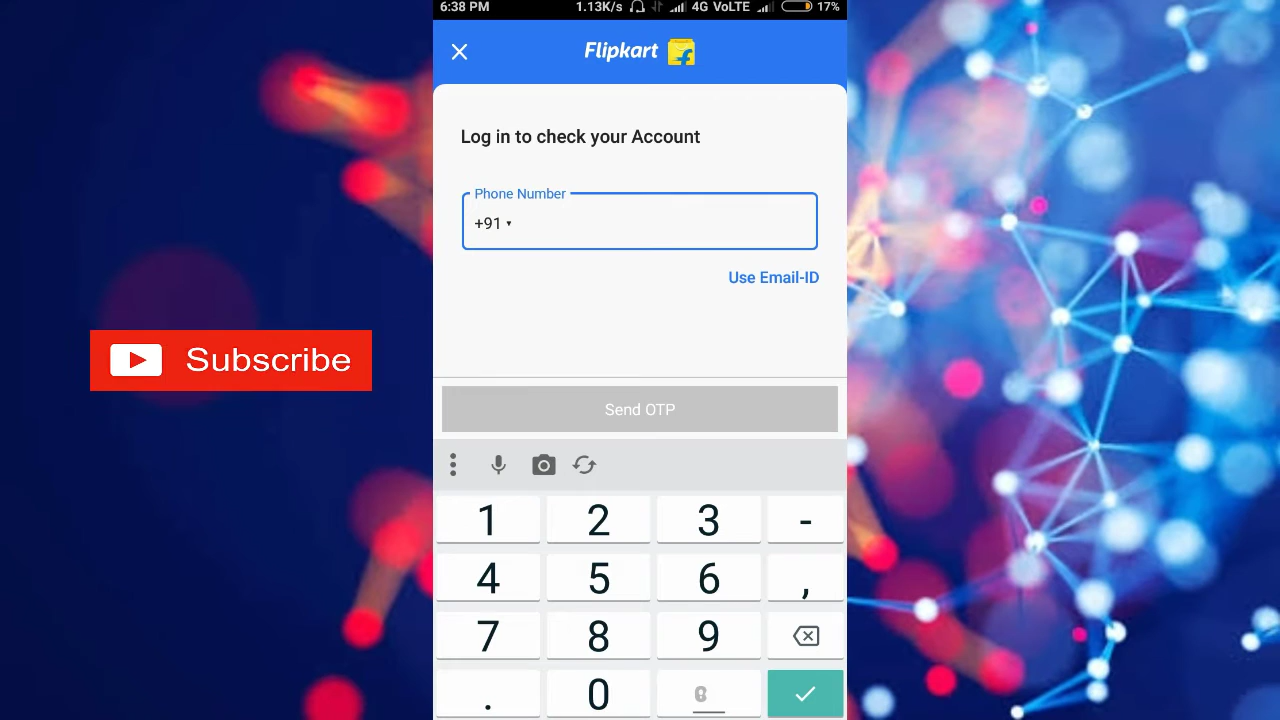 6:38 PM 1.13K/s 4G VoLTE 17%
Flipkart
Log in to check your Account
Phone Number
+91
Use Email-ID
Subscribe
Send OTP
1 2 3 -
4 5 6 ,
7 8 9
. 0